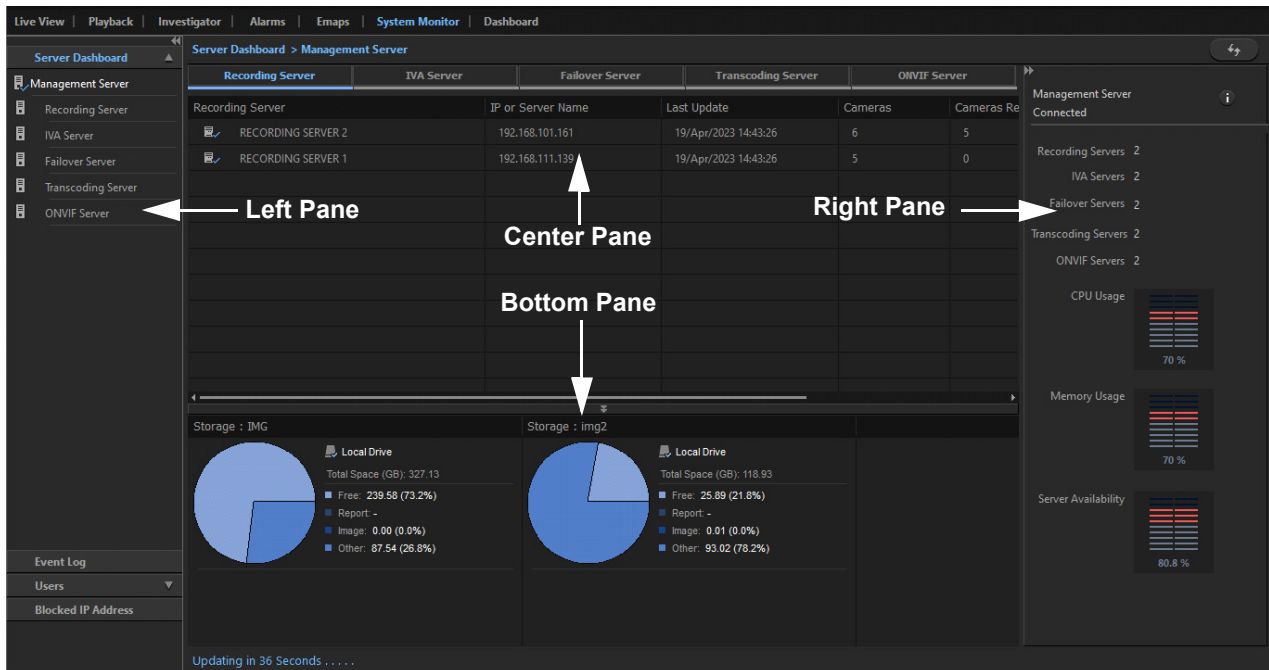 Live View | Playback | Investigator | Alarms | Emaps | System Monitor | Dashboard
Server Dashboard
Management Server
Recording Server
IVA Server
Failover Server
Transcoding Server
ONVIF Server
Left Pane
Event Log
Users
Blocked IP Address
Server Dashboard > Management Server
Recording Server IVA Server Failover Server Transcoding Server ONVIF Server
Recording Server IP or Server Name Last Update Cameras Cameras Re
RECORDING SERVER 2 192.168.101.161 19/Apr/2023 14:43:26 6 5
RECORDING SERVER 1 192.168.111.139 19/Apr/2023 14:43:26 5 0
Center Pane
Bottom Pane
Storage : IMG
Local Drive
Total Space (GB): 327.13
Free: 239.58 (73.2%)
Report: -
Image: 0.00 (0.0%)
Other: 87.54 (26.8%)
Storage : img2
Local Drive
Total Space (GB): 118.93
Free: 25.89 (21.8%)
Report: -
Image: 0.01 (0.0%)
Other: 93.02 (78.2%)
Updating in 36 Seconds . . . . .
Right Pane
Management Server
Connected
i
Recording Servers 2
IVA Servers 2
Failover Servers 2
Transcoding Servers 2
ONVIF Servers 2
CPU Usage
70 %
Memory Usage
70 %
Server Availability
80.8 %